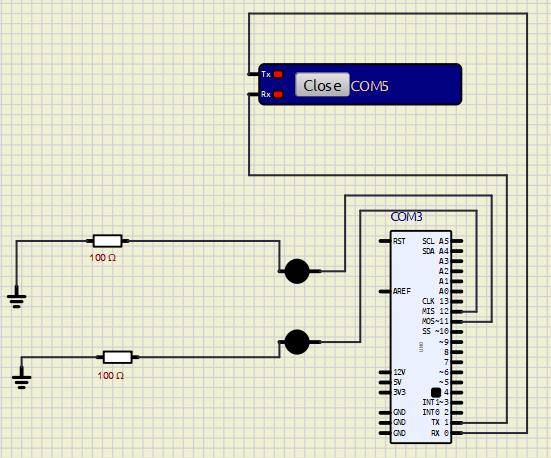 Tx
Close COM5
Rx
COM3
RST SCL A5
SDA A4
A3
A2
A1
AREF A0
CLK 13
MIS 12
MOS~11
SS ~10
~9
8
7
12V ~6
5V ~5
3V3 4
INT1~3
GND INT0 2
GND TX 1
GND RX 0
100 Ω
100 Ω